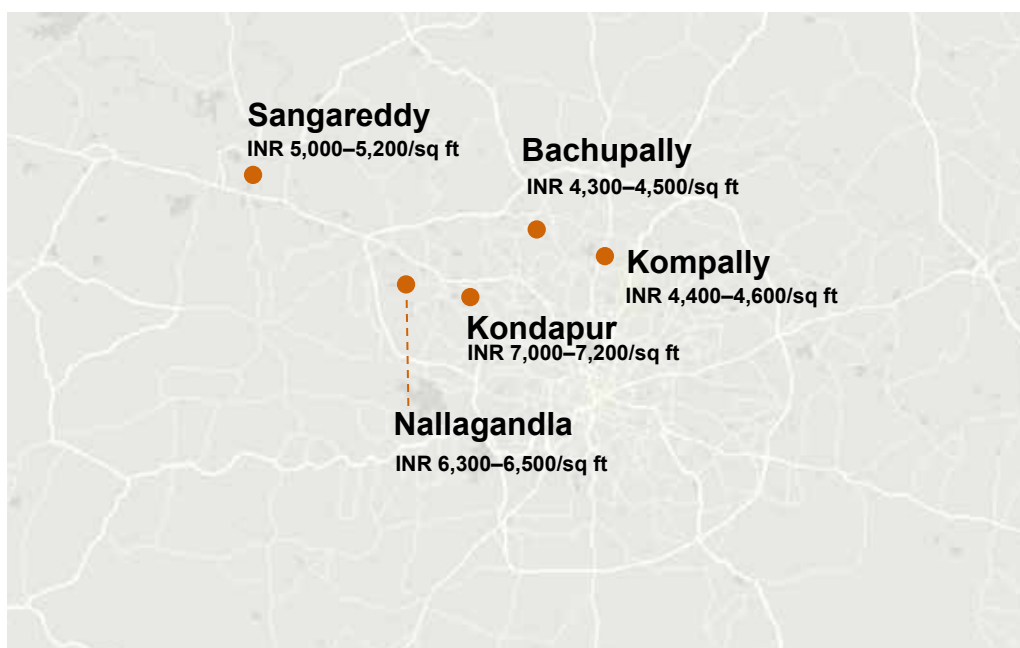 Sangareddy
INR 5,000–5,200/sq ft
Bachupally
INR 4,300–4,500/sq ft
Kompally
INR 4,400–4,600/sq ft
Kondapur
INR 7,000–7,200/sq ft
Nallagandla
INR 6,300–6,500/sq ft